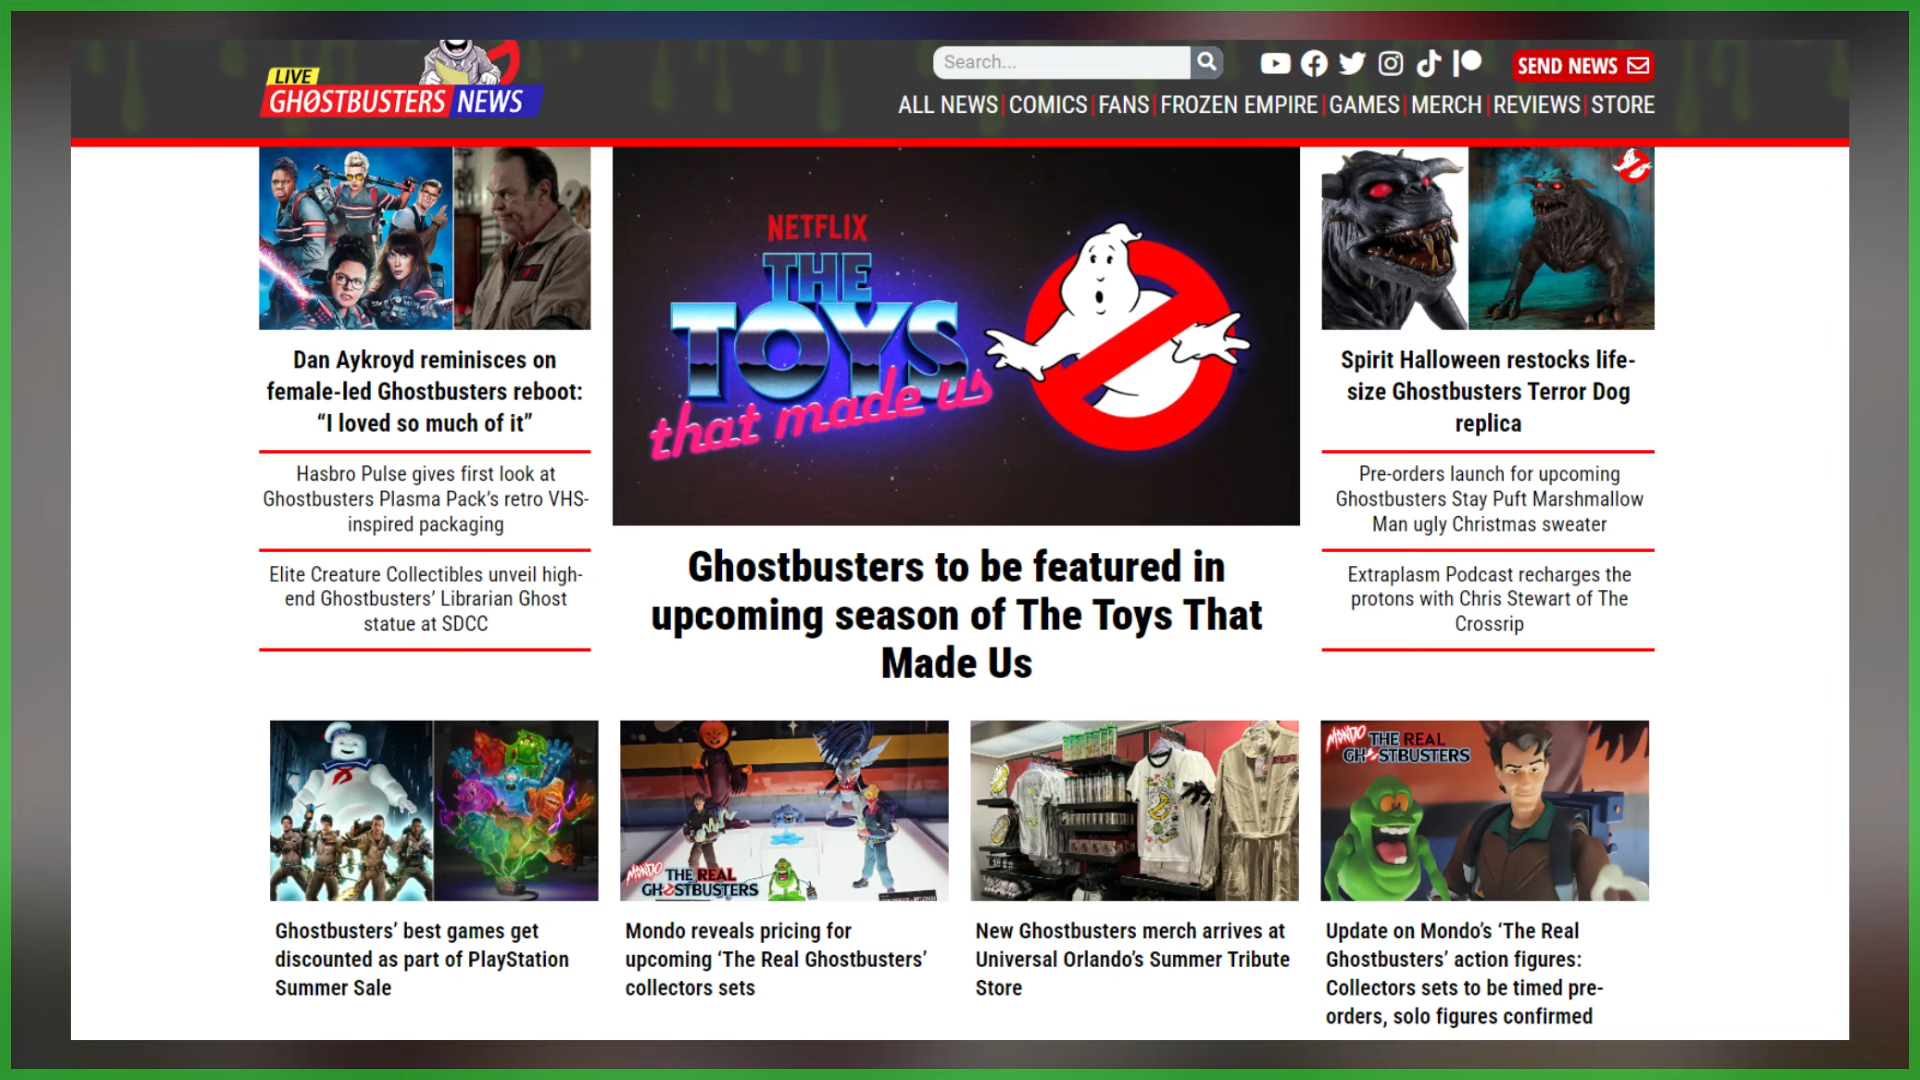 LIVE
GHOSTBUSTERS NEWS
Search...
SEND NEWS
ALL NEWS | COMICS | FANS | FROZEN EMPIRE | GAMES | MERCH | REVIEWS | STORE
Dan Aykroyd reminisces on
female-led Ghostbusters reboot:
“I loved so much of it”
Hasbro Pulse gives first look at
Ghostbusters Plasma Pack’s retro VHS-
inspired packaging
Elite Creature Collectibles unveil high-
end Ghostbusters’ Librarian Ghost
statue at SDCC
NETFLIX
THE
TOYS
that made us
Ghostbusters to be featured in
upcoming season of The Toys That
Made Us
Spirit Halloween restocks life-
size Ghostbusters Terror Dog
replica
Pre-orders launch for upcoming
Ghostbusters Stay Puft Marshmallow
Man ugly Christmas sweater
Extraplasm Podcast recharges the
protons with Chris Stewart of The
Crossrip
Ghostbusters’ best games get
discounted as part of PlayStation
Summer Sale
MONDO THE REAL
GHOSTBUSTERS
Mondo reveals pricing for
upcoming ‘The Real Ghostbusters’
collectors sets
New Ghostbusters merch arrives at
Universal Orlando’s Summer Tribute
Store
MONDO THE REAL
GHOSTBUSTERS
Update on Mondo’s ‘The Real
Ghostbusters’ action figures:
Collectors sets to be timed pre-
orders, solo figures confirmed